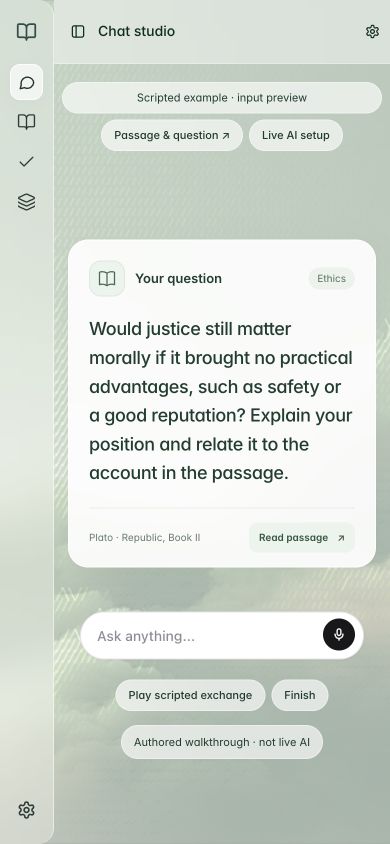 Chat studio
Scripted example · input preview
Passage & question ↗
Live AI setup
Your question
Ethics
Would justice still matter
morally if it brought no practical
advantages, such as safety or
a good reputation? Explain your
position and relate it to the
account in the passage.
Plato · Republic, Book II
Read passage ↗
Ask anything...
Play scripted exchange
Finish
Authored walkthrough · not live AI